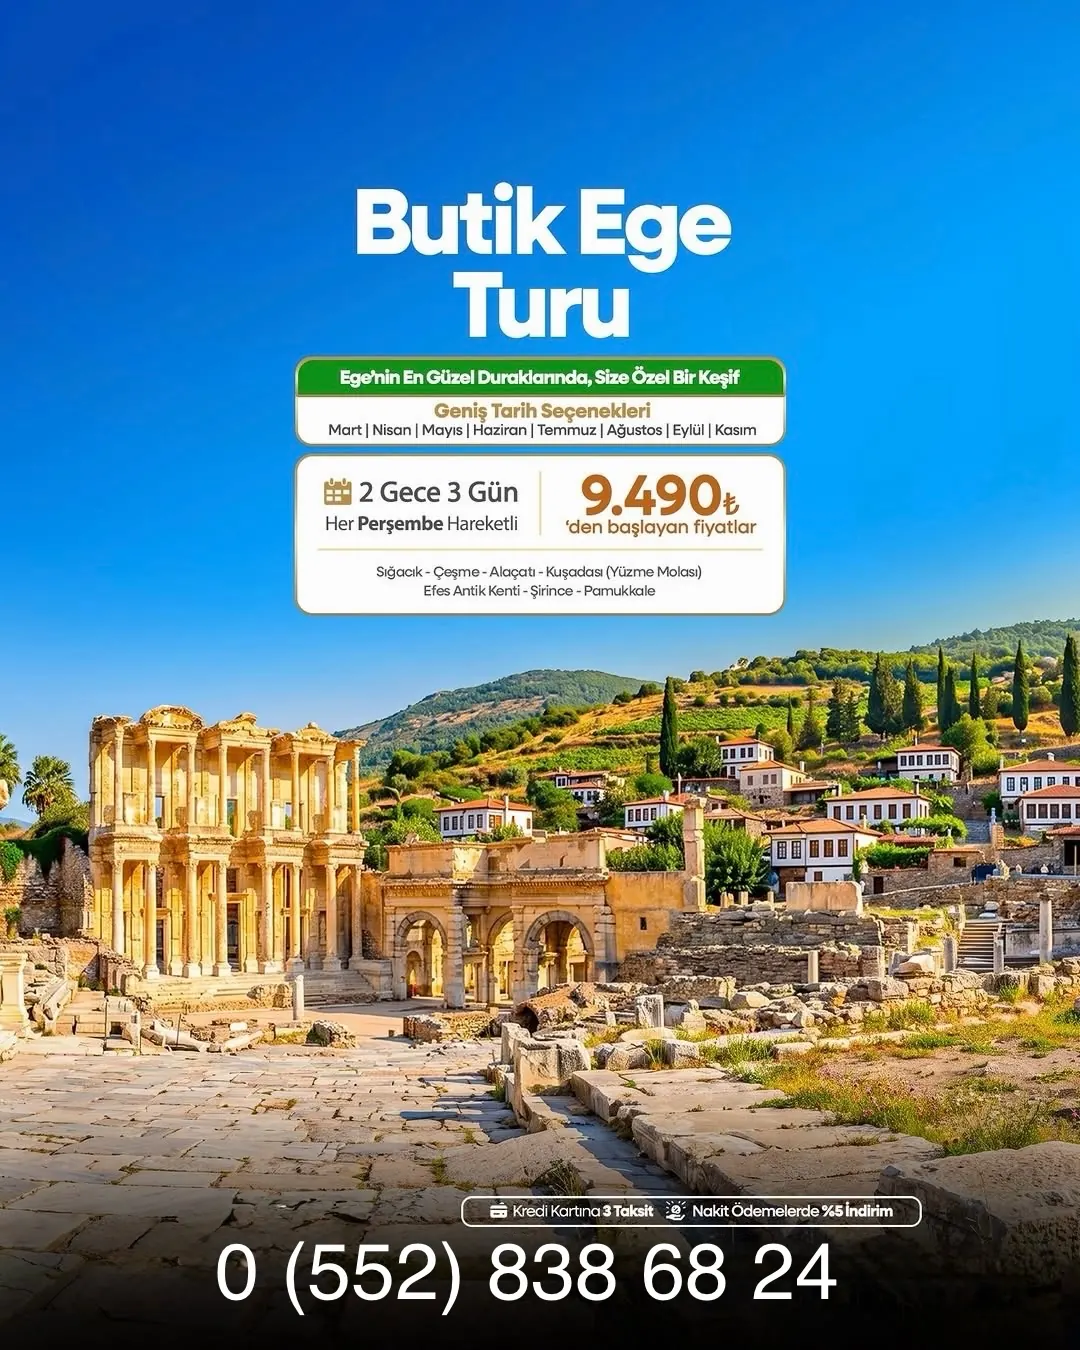 Butik Ege
Turu
Ege'nin En Güzel Duraklarında, Size Özel Bir Keşif
Geniş Tarih Seçenekleri
Mart | Nisan | Mayıs | Haziran | Temmuz | Ağustos | Eylül | Kasım
2 Gece 3 Gün
Her Perşembe Hareketli
9.490₺
'den başlayan fiyatlar
Sığacık - Çeşme - Alaçatı - Kuşadası (Yüzme Molası)
Efes Antik Kenti - Şirince - Pamukkale
Kredi Kartına 3 Taksit Nakit Ödemelerde %5 İndirim
0 (552) 838 68 24